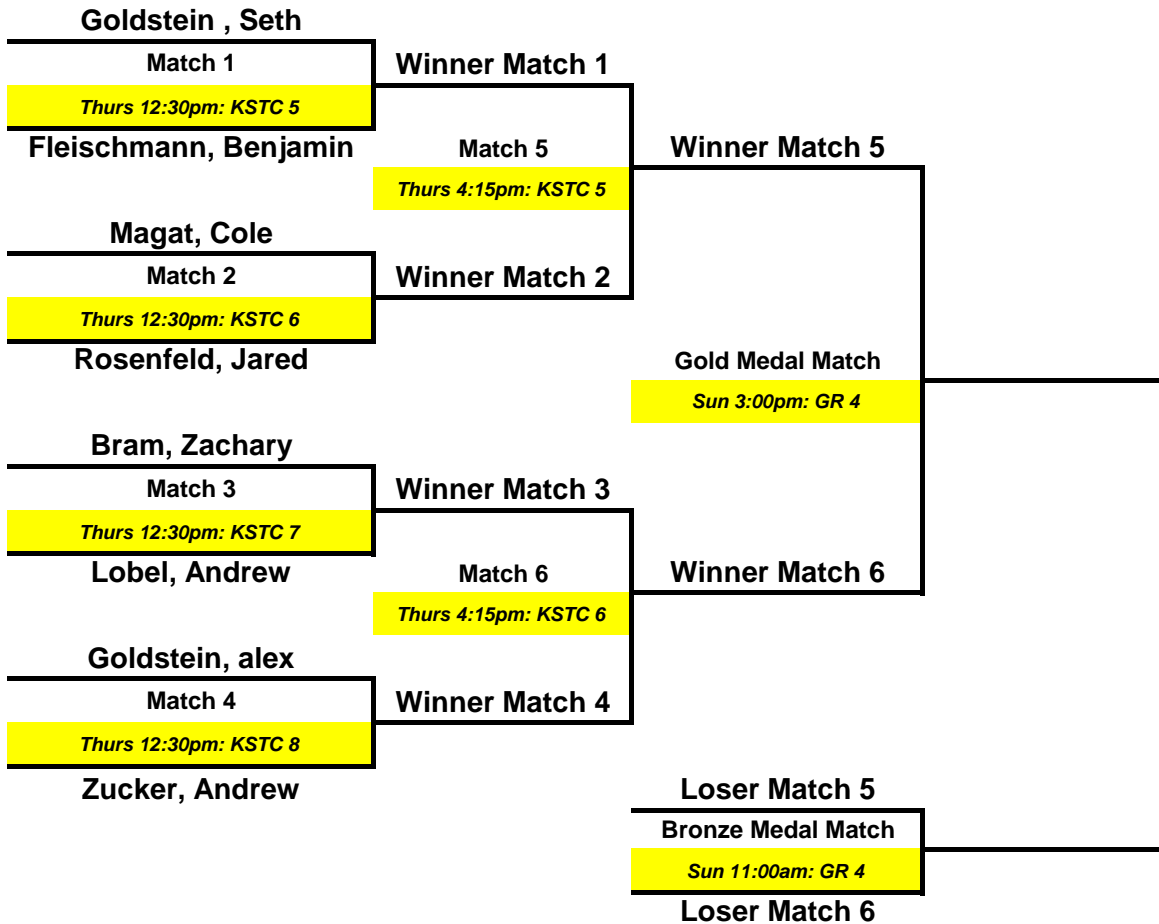 Goldstein , Seth
Match 1
Thurs 12:30pm: KSTC 5
Fleischmann, Benjamin
Winner Match 1
Match 5
Thurs 4:15pm: KSTC 5
Winner Match 5
Magat, Cole
Match 2
Thurs 12:30pm: KSTC 6
Rosenfeld, Jared
Winner Match 2
Gold Medal Match
Sun 3:00pm: GR 4
Bram, Zachary
Match 3
Thurs 12:30pm: KSTC 7
Lobel, Andrew
Winner Match 3
Match 6
Thurs 4:15pm: KSTC 6
Winner Match 6
Goldstein, alex
Match 4
Thurs 12:30pm: KSTC 8
Zucker, Andrew
Winner Match 4
Loser Match 5
Bronze Medal Match
Sun 11:00am: GR 4
Loser Match 6